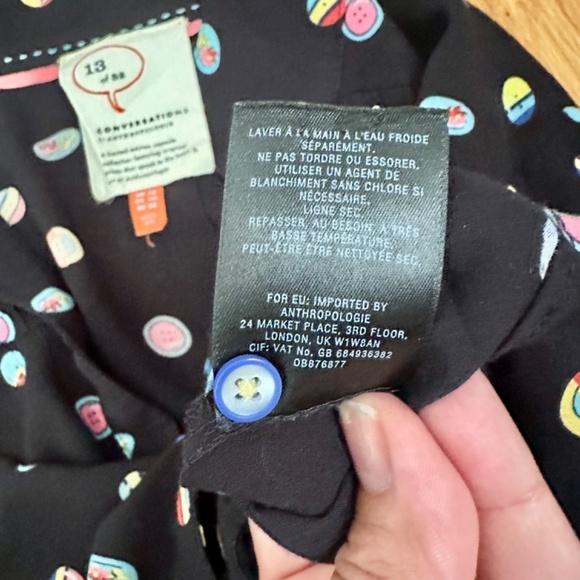 13
of 52
CONVERSATIONS
LAVER À LA MAIN À L'EAU FROIDE
SÉPARÉMENT.
NE PAS TORDRE OU ESSORER.
UTILISER UN AGENT DE
BLANCHIMENT SANS CHLORE SI
NÉCESSAIRE.
LIGNE SEC
REPASSER, AU BESOIN, À TRÈS
BASSE TEMPÉRATURE.
PEUT-ÊTRE ÊTRE NETTOYÉE SEC.
FOR EU: IMPORTED BY
ANTHROPOLOGIE
24 MARKET PLACE, 3RD FLOOR,
LONDON, UK W1W8AN
CIF: VAT No. GB 684936382
OB876877